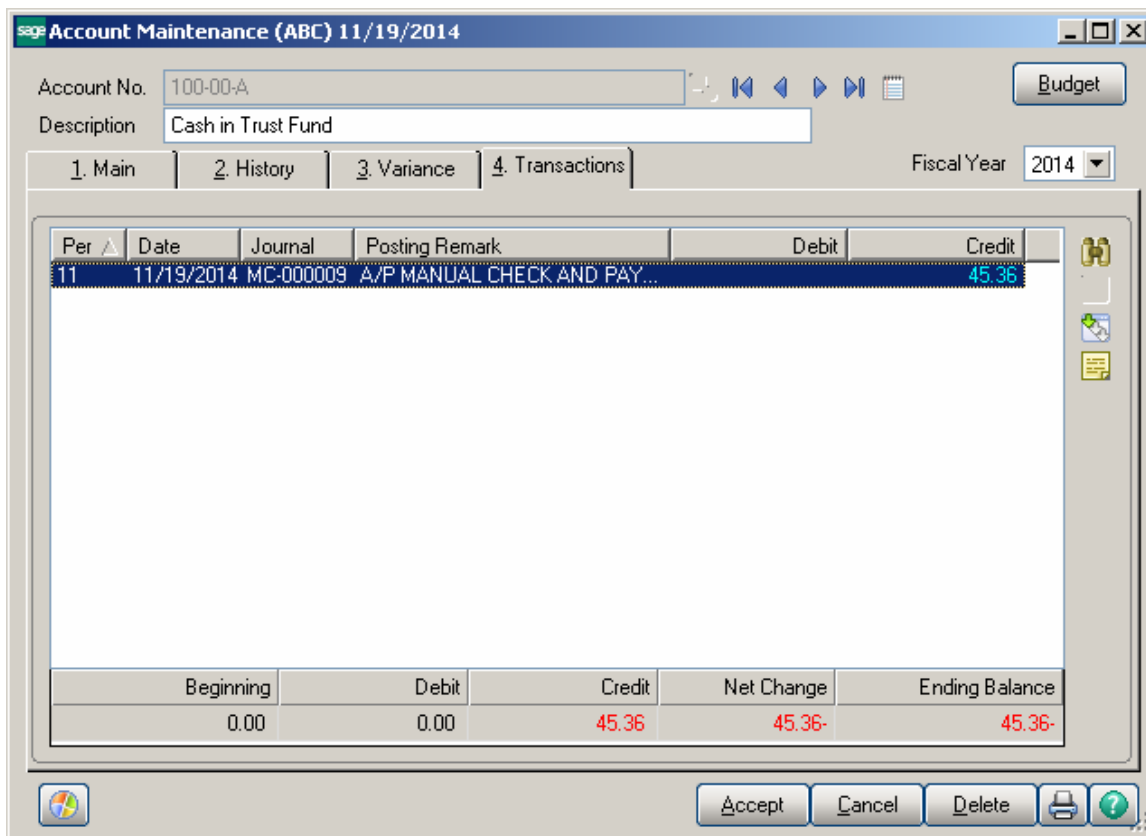 sage Account Maintenance (ABC) 11/19/2014
Account No. 100-00-A Budget
Description Cash in Trust Fund
1. Main 2. History 3. Variance 4. Transactions Fiscal Year 2014
Per Date Journal Posting Remark Debit Credit
11 11/19/2014 MC-000009 A/P MANUAL CHECK AND PAY... 45.36
Beginning Debit Credit Net Change Ending Balance
0.00 0.00 45.36 45.36- 45.36-
Accept Cancel Delete